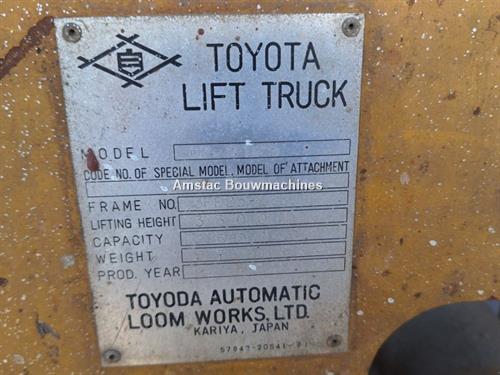 TOYOTA
LIFT TRUCK
MODEL
CODE NO. OF SPECIAL MODEL, MODEL OF ATTACHMENT
Amstac Bouwmachines
FRAME NO.
LIFTING HEIGHT
CAPACITY
WEIGHT
PROD. YEAR
TOYODA AUTOMATIC
LOOM WORKS, LTD.
KARIYA, JAPAN